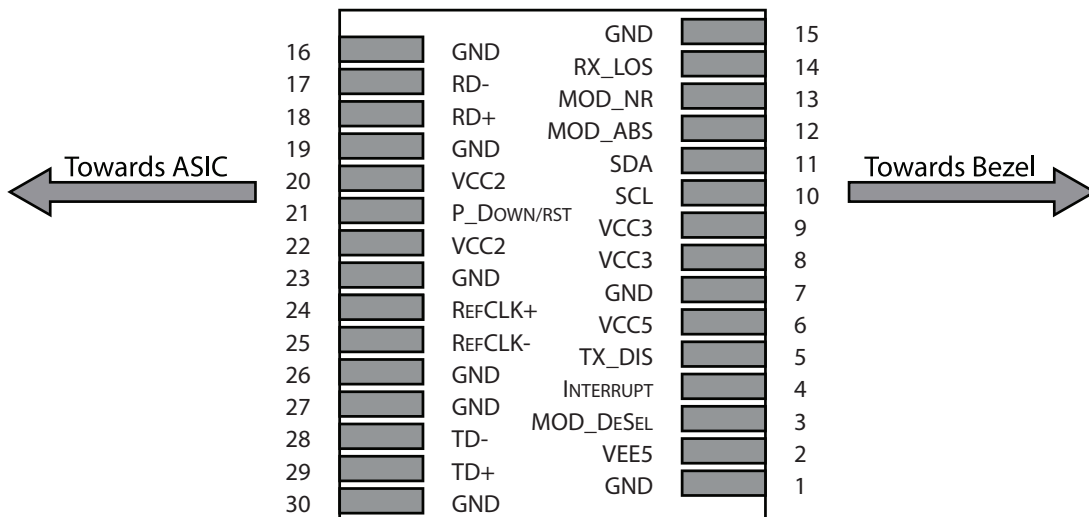 GND 15
16 GND
RX_LOS 14
17 RD-
MOD_NR 13
18 RD+
MOD_ABS 12
19 GND
SDA 11
Towards ASIC
Towards Bezel
20 VCC2
SCL 10
21 P_DOWN/RST
VCC3 9
22 VCC2
VCC3 8
23 GND
GND 7
24 REFCLK+
VCC5 6
25 REFCLK-
TX_DIS 5
26 GND
INTERRUPT 4
27 GND
MOD_DESEL 3
28 TD-
VEE5 2
29 TD+
GND 1
30 GND